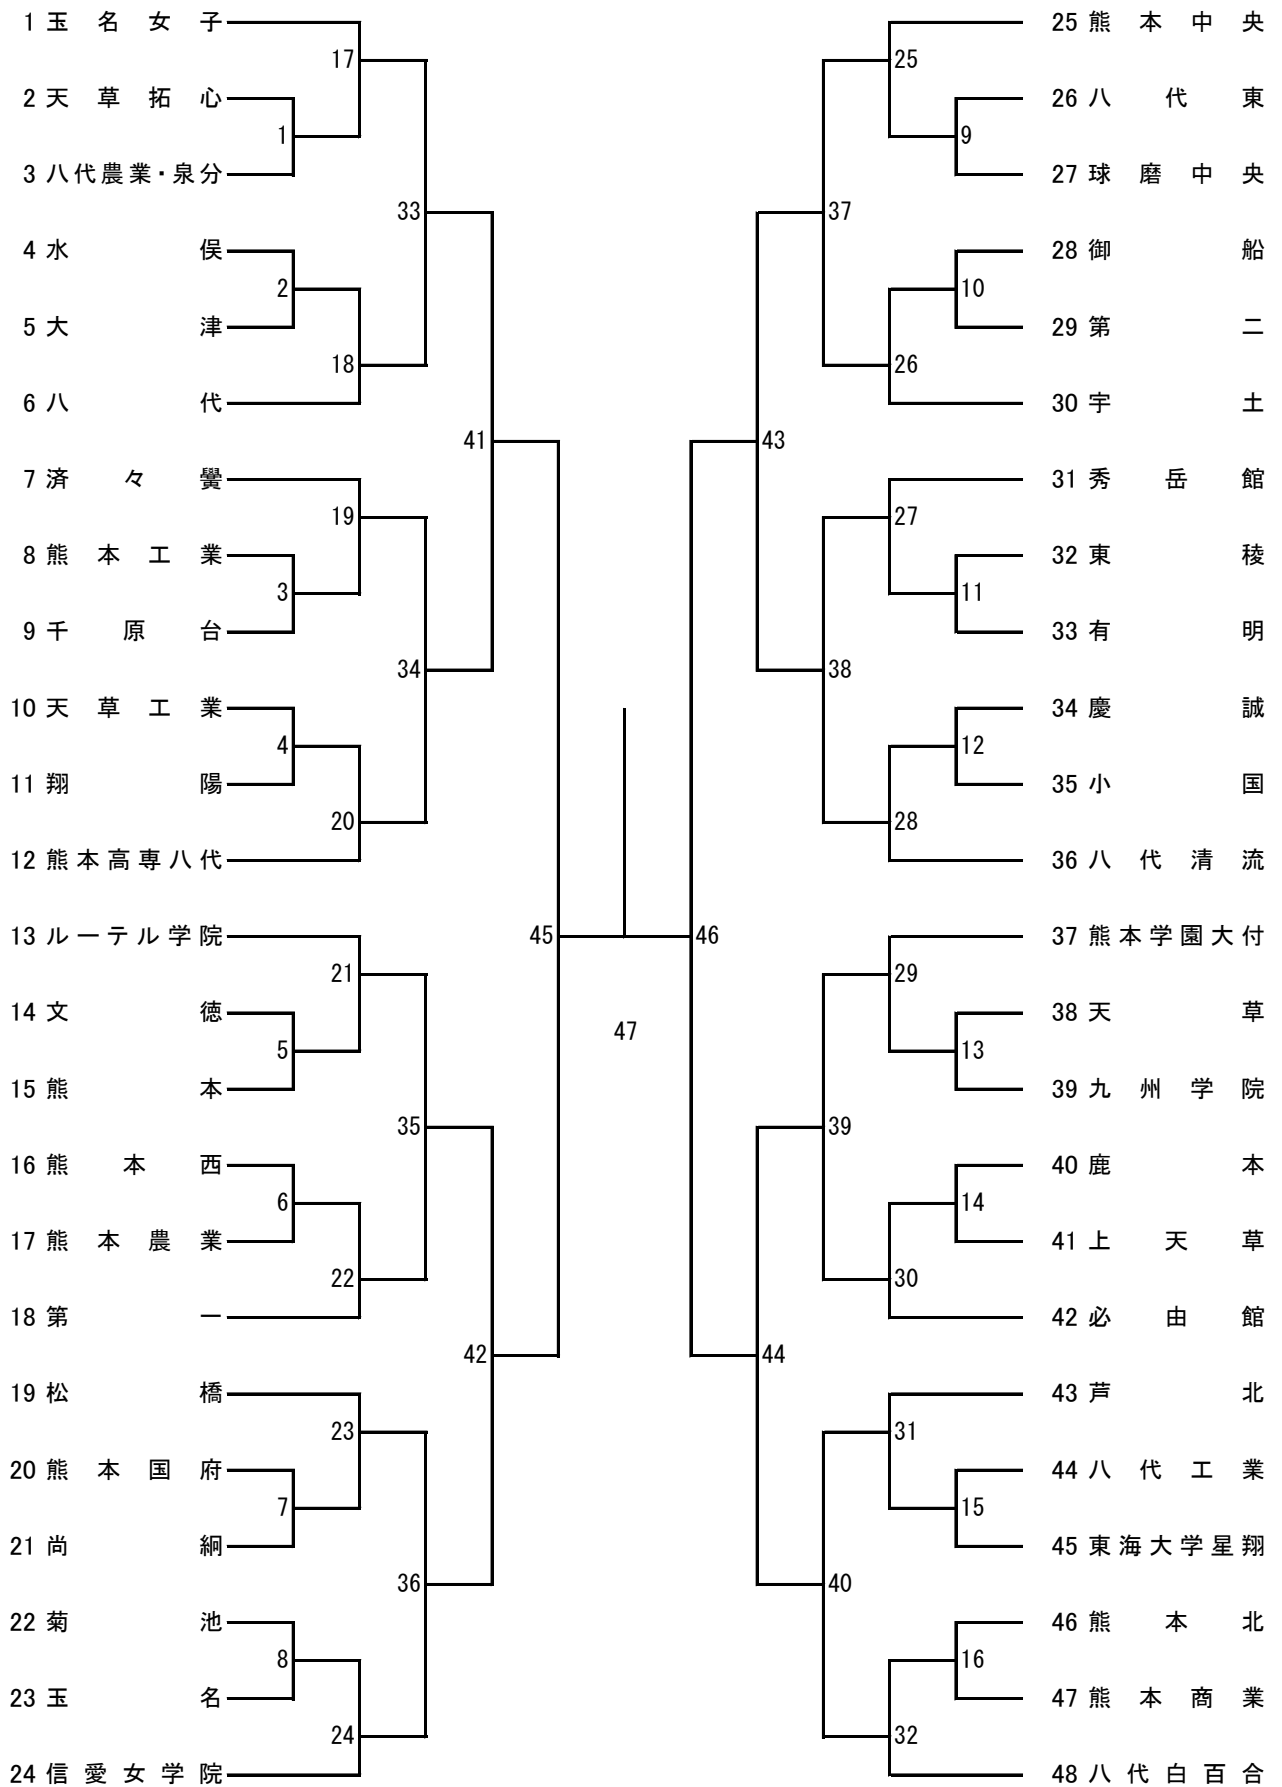 1 玉名女子
17
2 天草拓心
1
3 八代農業・泉分
33
4 水俣
2
5 大津
18
6 八代
41
7 済々黌
19
8 熊本工業
3
9 千原台
34
10 天草工業
4
11 翔陽
20
12 熊本高専八代
13 ルーテル学院
45
21
14 文徳
5
15 熊本
35
16 熊本西
6
17 熊本農業
22
18 第一
42
19 松橋
23
20 熊本国府
7
21 尚絅
36
22 菊池
8
23 玉名
24
24 信愛女学院
47
25 熊本中央
25
26 八代東
9
27 球磨中央
37
28 御船
10
29 第二
26
30 宇土
43
31 秀岳館
27
32 東稜
11
33 有明
38
34 慶誠
12
35 小国
28
36 八代清流
46
37 熊本学園大付
29
38 天草
13
39 九州学院
39
40 鹿本
14
41 上天草
30
42 必由館
44
43 芦北
31
44 八代工業
15
45 東海大学星翔
40
46 熊本北
16
47 熊本商業
32
48 八代白百合